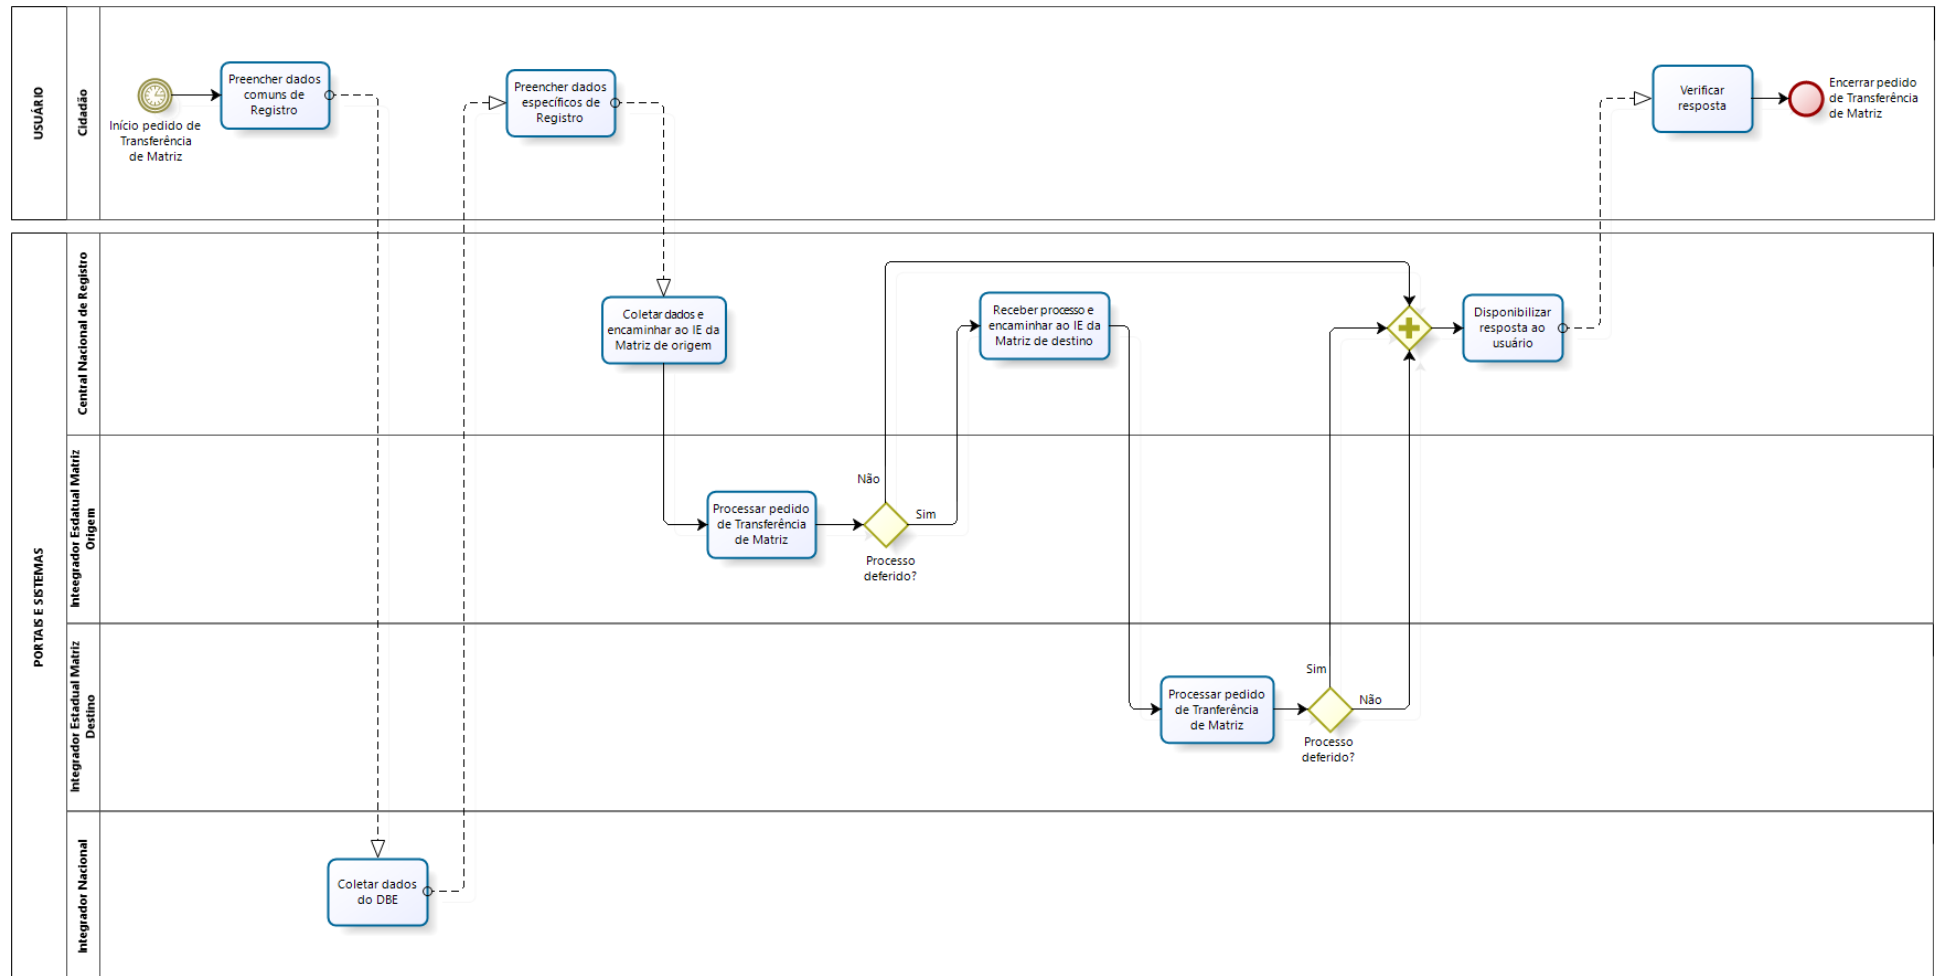 USUÁRIO
Cidadão
Início pedido de
Transferência
de Matriz
Preencher dados
comuns de
Registro
Preencher dados
específicos de
Registro
Verificar
resposta
Encerrar pedido
de Transferência
de Matriz
PORTAIS E SISTEMAS
Central Nacional de Registro
Coletar dados e
encaminhar ao IE da
Matriz de origem
Receber processo e
encaminhar ao IE da
Matriz de destino
Disponibilizar
resposta ao
usuário
Inteegrador Esdatual Matriz
Origem
Processar pedido
de Transferência
de Matriz
Não
Sim
Processo
deferido?
Integrador Estadual Matriz
Destino
Processar pedido
de Tranferência
de Matriz
Sim
Não
Processo
deferido?
Integrador Nacional
Coletar dados
do DBE